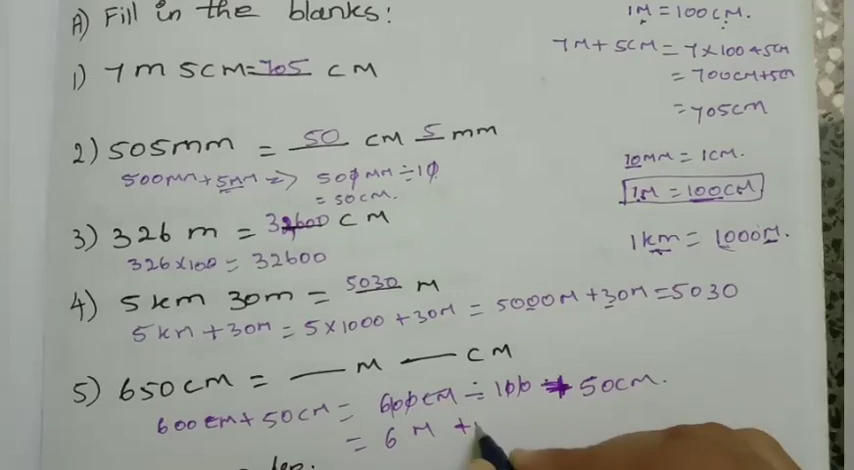 A) Fill in the blanks:
1M = 100CM.
7M + 5CM = 7×100+5CM
= 700CM+5CM
= 705CM
1) 7m 5CM=705 CM
2) 505mm = 50 CM 5 mm
500MM+5MM => 500MM÷10
= 50CM.
10MM = 1CM.
1M = 100CM
1km = 1000M.
3) 326 m = 32600 CM
326×100 = 32600
4) 5km 30m = 5030 M
5KM+30M = 5×1000+30M = 5000M+30M=5030
5) 650CM = __ M __ CM
600CM+50CM = 600CM÷100 + 50CM.
= 6 M +